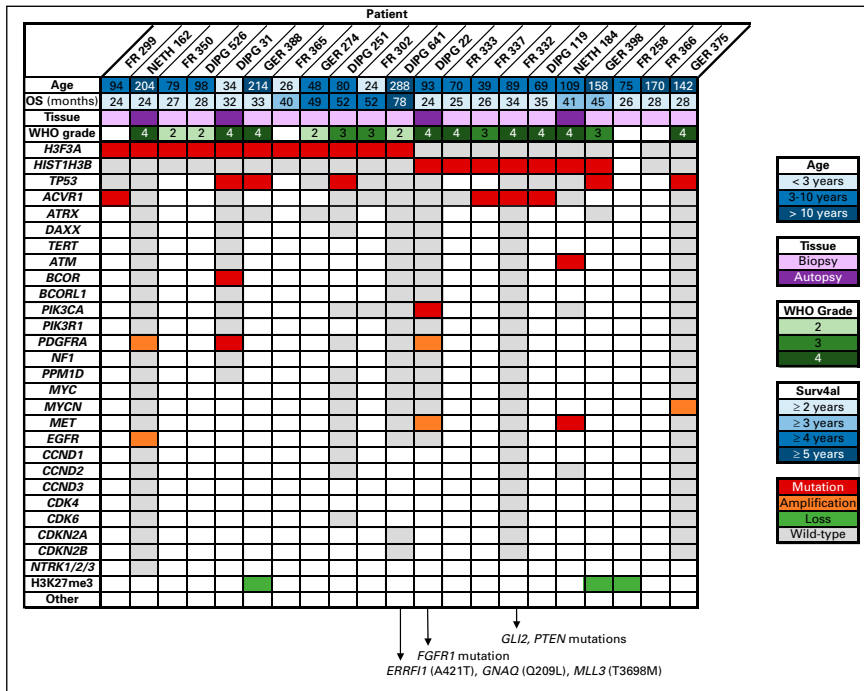 Patient
FR 299 NETH 162 FR 350 DIPG 526 DIPG 31 GER 388 FR 365 GER 274 DIPG 251 FR 302 DIPG 641 DIPG 22 FR 333 FR 337 FR 332 DIPG 119 NETH 184 GER 398 FR 258 FR 366 GER 375
Age 94 204 79 98 34 214 26 48 80 24 288 93 70 39 89 69 109 158 75 170 142
OS (months) 24 24 27 28 32 33 40 49 52 52 78 24 25 26 34 35 41 45 26 28 28
Tissue
WHO grade 4 2 2 4 4 2 3 3 2 4 4 3 4 4 4 3 4
H3F3A
HIST1H3B
TP53
ACVR1
ATRX
DAXX
TERT
ATM
BCOR
BCORL1
PIK3CA
PIK3R1
PDGFRA
NF1
PPM1D
MYC
MYCN
MET
EGFR
CCND1
CCND2
CCND3
CDK4
CDK6
CDKN2A
CDKN2B
NTRK1/2/3
H3K27me3
Other
GLI2, PTEN mutations
FGFR1 mutation
ERRFI1 (A421T), GNAQ (Q209L), MLL3 (T3698M)
Age
< 3 years
3-10 years
> 10 years
Tissue
Biopsy
Autopsy
WHO Grade
2
3
4
Surv4al
≥ 2 years
≥ 3 years
≥ 4 years
≥ 5 years
Mutation
Amplification
Loss
Wild-type